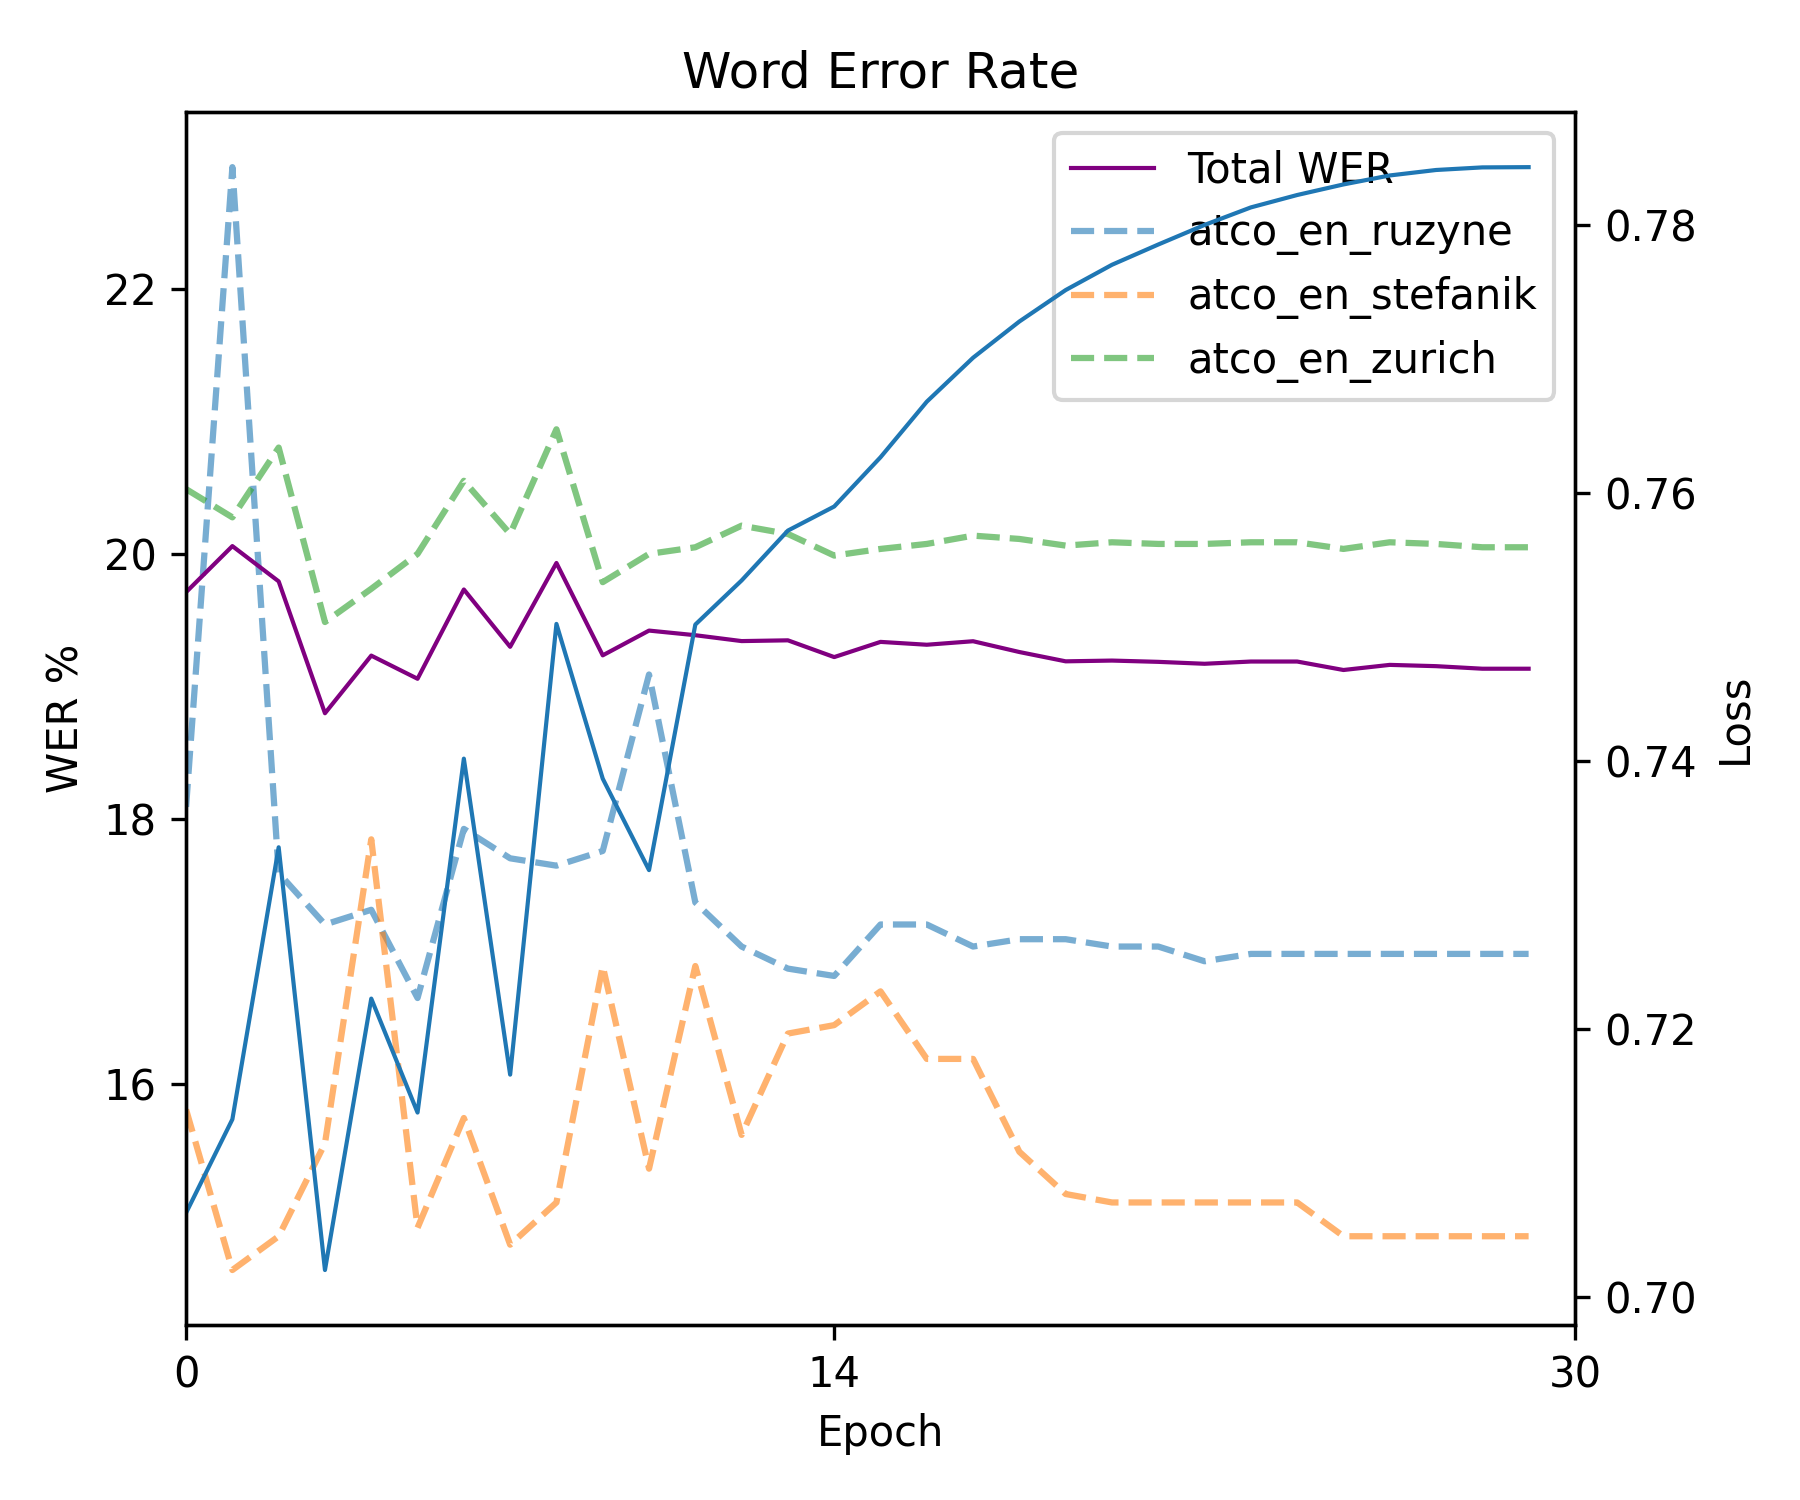 Word Error Rate
Total WER
atco_en_ruzyne
atco_en_stefanik
atco_en_zurich
22
20
18
16
WER %
0.78
0.76
0.74
0.72
0.70
Loss
0
14
30
Epoch